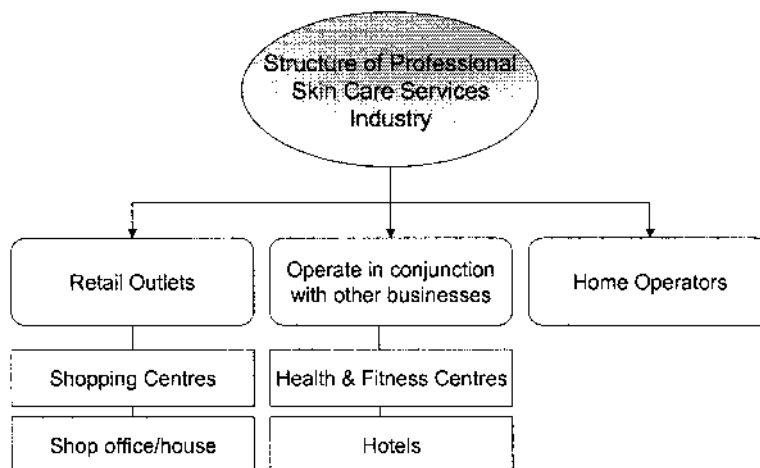 Structure of Professional
Skin Care Services
Industry
Retail Outlets
Operate in conjunction
with other businesses
Home Operators
Shopping Centres
Health & Fitness Centres
Shop office/house
Hotels